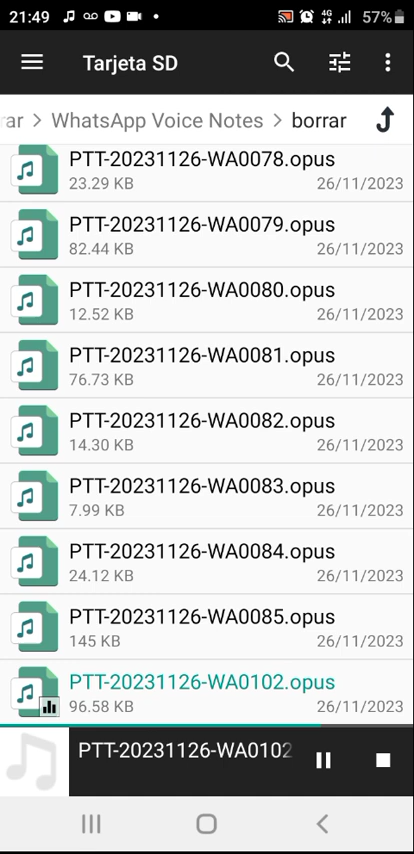 21:49 4G 57%
Tarjeta SD
ar > WhatsApp Voice Notes > borrar
PTT-20231126-WA0078.opus
23.29 KB 26/11/2023
PTT-20231126-WA0079.opus
82.44 KB 26/11/2023
PTT-20231126-WA0080.opus
12.52 KB 26/11/2023
PTT-20231126-WA0081.opus
76.73 KB 26/11/2023
PTT-20231126-WA0082.opus
14.30 KB 26/11/2023
PTT-20231126-WA0083.opus
7.99 KB 26/11/2023
PTT-20231126-WA0084.opus
24.12 KB 26/11/2023
PTT-20231126-WA0085.opus
145 KB 26/11/2023
PTT-20231126-WA0102.opus
96.58 KB 26/11/2023
PTT-20231126-WA0102